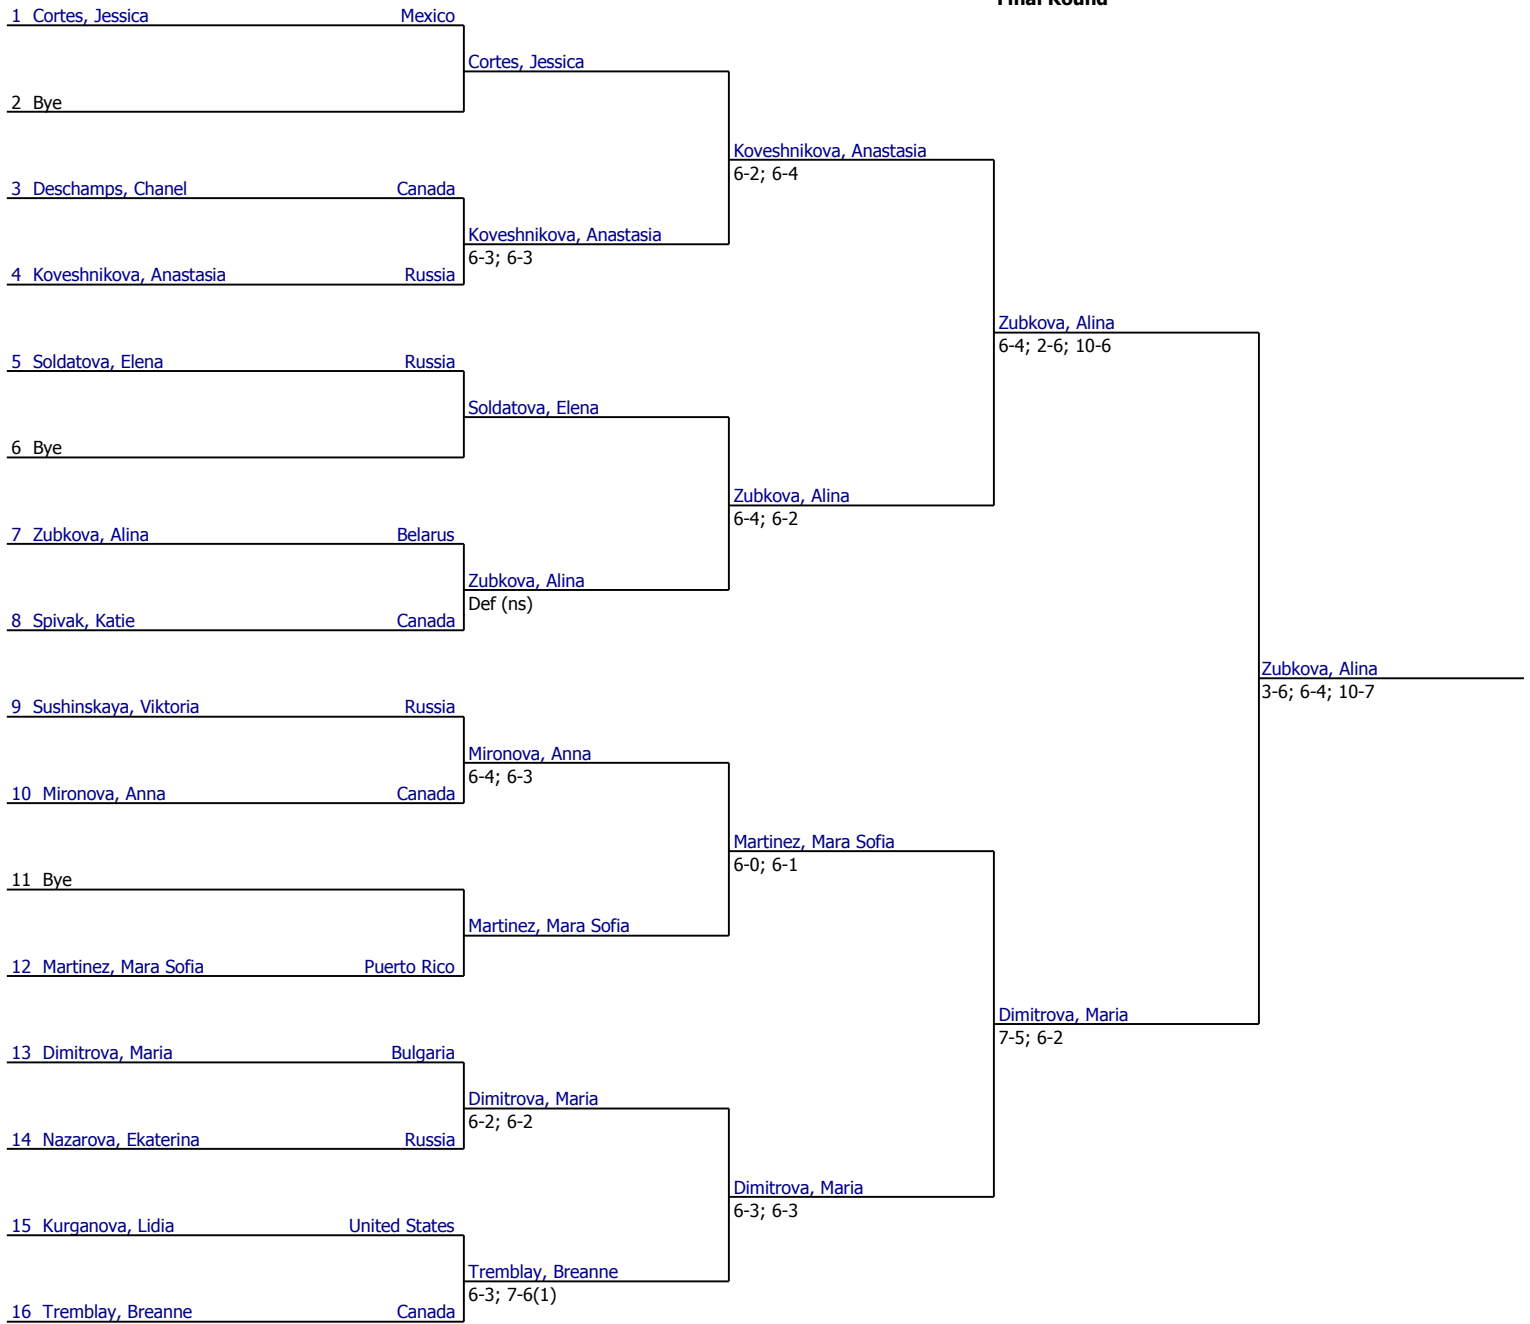 Final Round
1 Cortes, Jessica Mexico
Cortes, Jessica
2 Bye
Koveshnikova, Anastasia
6-2; 6-4
3 Deschamps, Chanel Canada
Koveshnikova, Anastasia
6-3; 6-3
4 Koveshnikova, Anastasia Russia
Zubkova, Alina
6-4; 2-6; 10-6
5 Soldatova, Elena Russia
Soldatova, Elena
6 Bye
Zubkova, Alina
6-4; 6-2
7 Zubkova, Alina Belarus
Zubkova, Alina
Def (ns)
8 Spivak, Katie Canada
Zubkova, Alina
3-6; 6-4; 10-7
9 Sushinskaya, Viktoria Russia
Mironova, Anna
6-4; 6-3
10 Mironova, Anna Canada
Martinez, Mara Sofia
6-0; 6-1
11 Bye
Martinez, Mara Sofia
12 Martinez, Mara Sofia Puerto Rico
Dimitrova, Maria
7-5; 6-2
13 Dimitrova, Maria Bulgaria
Dimitrova, Maria
6-2; 6-2
14 Nazarova, Ekaterina Russia
Dimitrova, Maria
6-3; 6-3
15 Kurganova, Lidia United States
Tremblay, Breanne
6-3; 7-6(1)
16 Tremblay, Breanne Canada